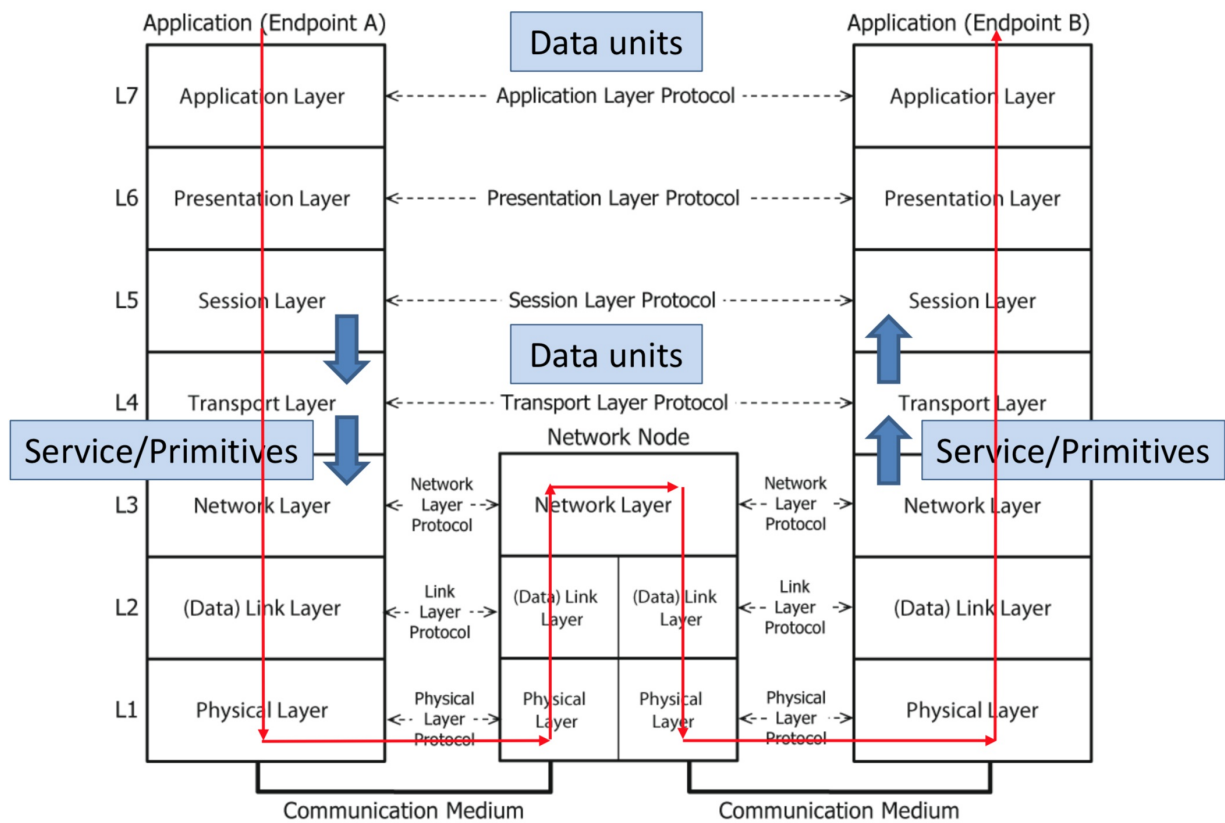 Application (Endpoint A)
Data units
Application (Endpoint B)
L7
Application Layer
Application Layer Protocol
Application Layer
L6
Presentation Layer
Presentation Layer Protocol
Presentation Layer
L5
Session Layer
Session Layer Protocol
Session Layer
Data units
L4
Transport Layer
Transport Layer Protocol
Transport Layer
Service/Primitives
Network Node
Service/Primitives
L3
Network Layer
Network
Layer
Protocol
Network Layer
Network
Layer
Protocol
Network Layer
L2
(Data) Link Layer
Link
Layer
Protocol
(Data) Link
Layer
(Data) Link
Layer
Link
Layer
Protocol
(Data) Link Layer
L1
Physical Layer
Physical
Layer
Protocol
Physical
Layer
Physical
Layer
Physical
Layer
Protocol
Physical Layer
Communication Medium
Communication Medium